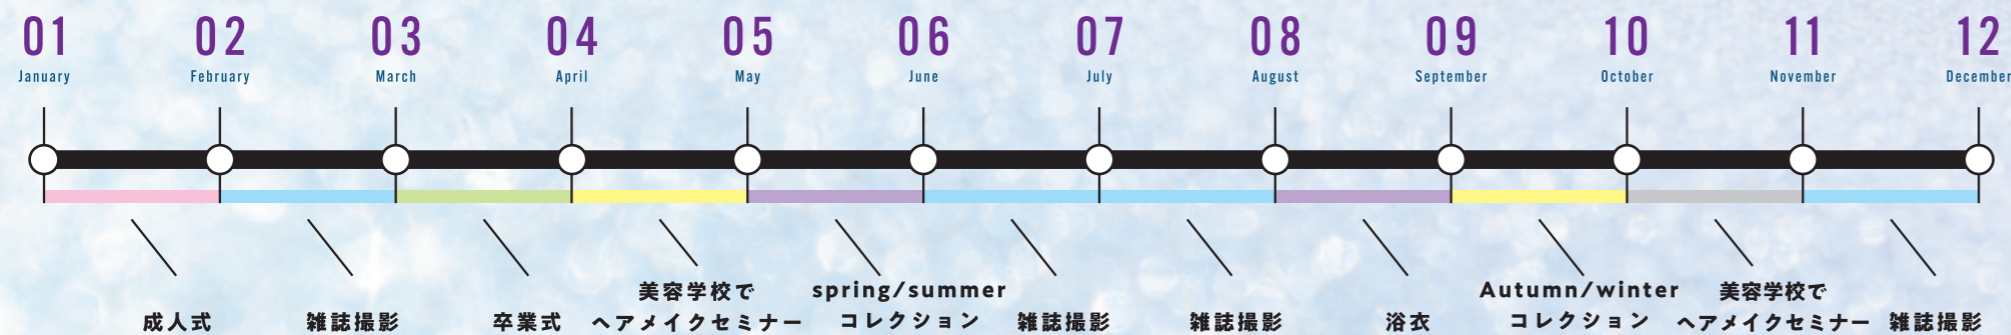 01
January
02
February
03
March
04
April
05
May
06
June
07
July
08
August
09
September
10
October
11
November
12
December
成人式
雑誌撮影
卒業式
美容学校で
ヘアメイクセミナー
spring/summer
コレクション
雑誌撮影
雑誌撮影
浴衣
Autumn/winter
コレクション
美容学校で
ヘアメイクセミナー
雑誌撮影